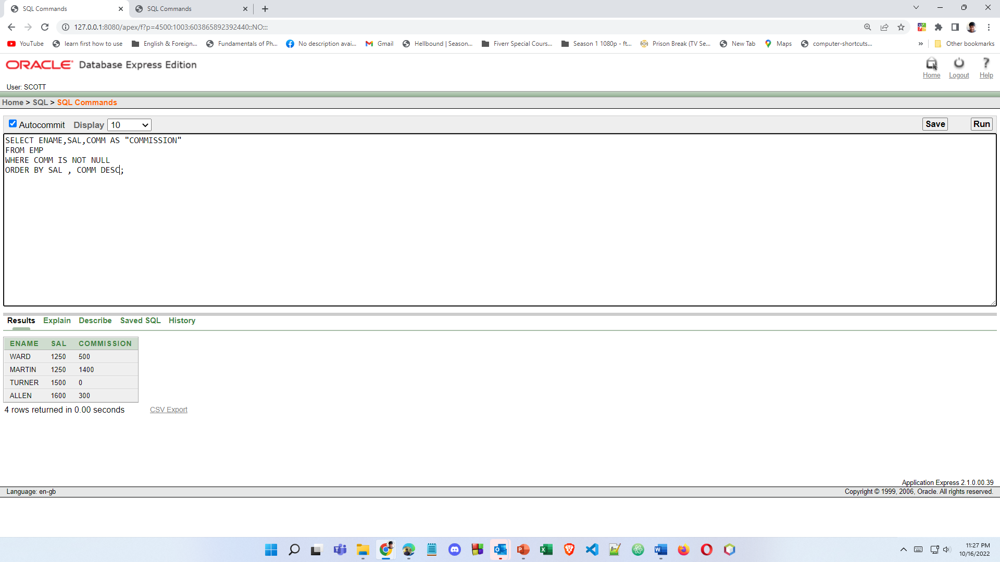 SQL Commands
SQL Commands
127.0.0.1:8080/apex/f?p=4500:1003:603865892392440::NO:::
YouTube
learn first how to use
English & Foreign...
Fundamentals of Ph...
No description avai...
Gmail
Hellbound | Season...
Fiverr Special Cours...
Season 1 1080p - ft...
Prison Break (TV Se...
New Tab
Maps
computer-shortcuts...
»
Other bookmarks
ORACLE Database Express Edition
Home
Logout
Help
User: SCOTT
Home > SQL > SQL Commands
Autocommit Display 10
Save
Run
SELECT ENAME,SAL,COMM AS "COMMISSION"
FROM EMP
WHERE COMM IS NOT NULL
ORDER BY SAL , COMM DESC;
Results Explain Describe Saved SQL History
ENAME SAL COMMISSION
WARD 1250 500
MARTIN 1250 1400
TURNER 1500 0
ALLEN 1600 300
4 rows returned in 0.00 seconds
CSV Export
Application Express 2.1.0.00.39
Language: en-gb
Copyright © 1999, 2006, Oracle. All rights reserved.
11:27 PM
10/16/2022